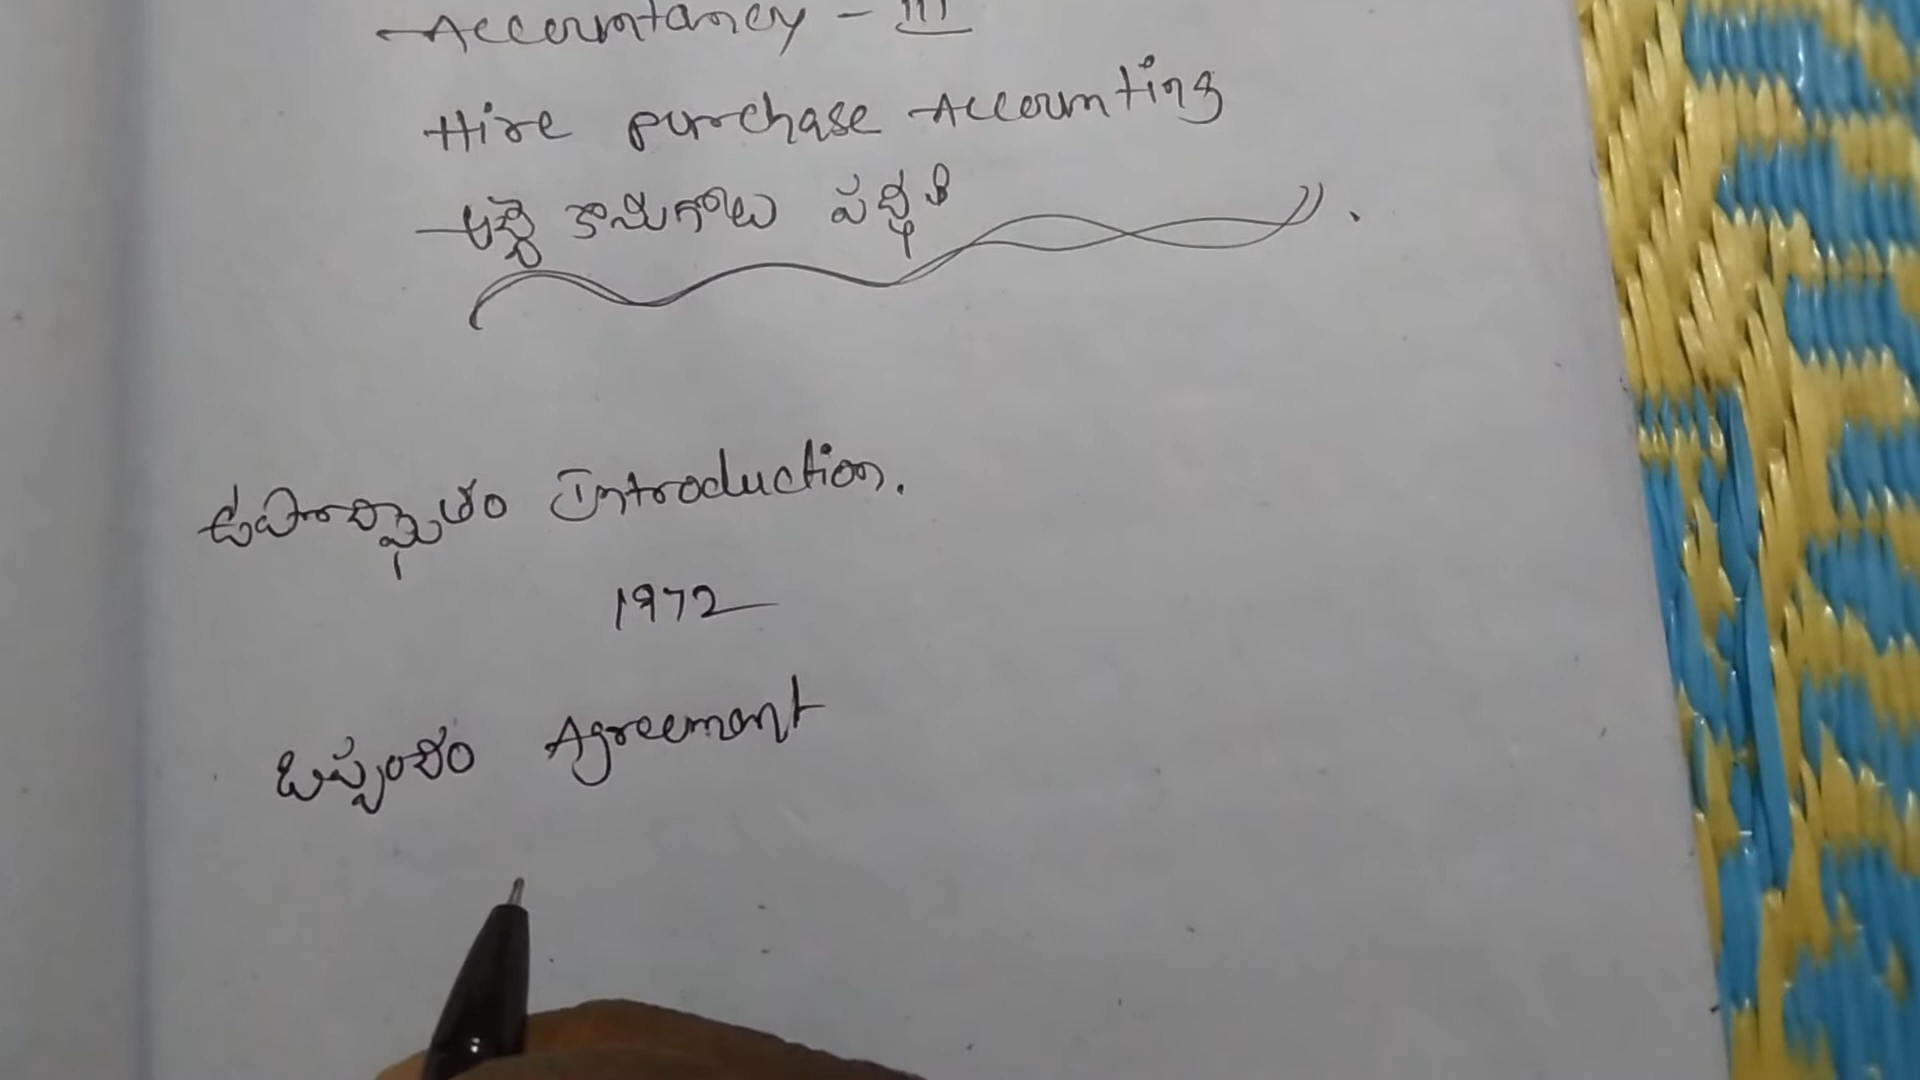 Accountancy - III
Hire purchase Accounting
అద్దె కొనుగోలు పద్ధతి
ఉపోద్ఘాతం Introduction.
1972
ఒప్పందం Agreement